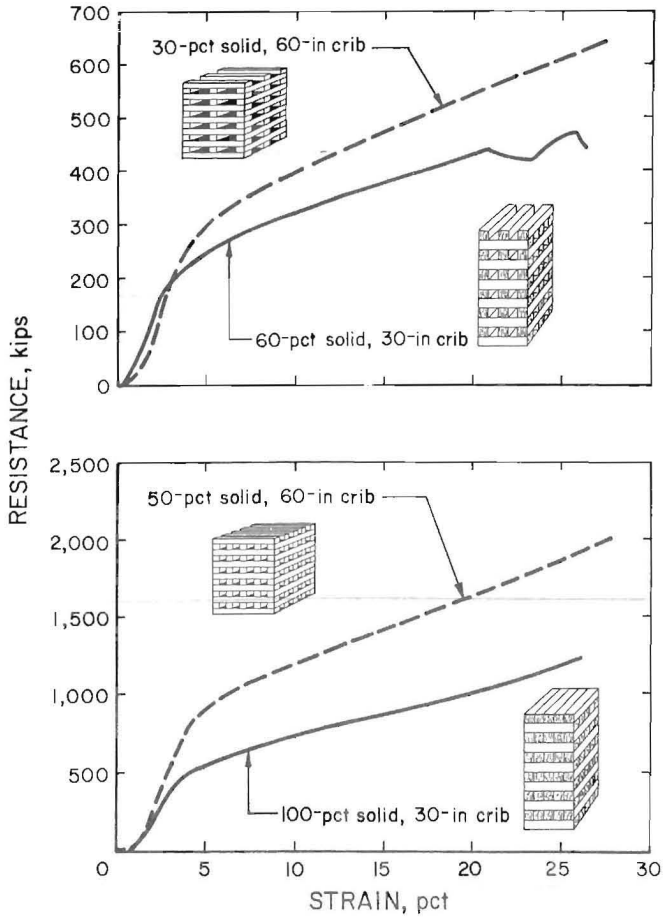 700
30-pct solid, 60-in crib
600
500
400
300
200
100
60-pct solid, 30-in crib
0
RESISTANCE, kips
2,500
50-pct solid, 60-in crib
2,000
1,500
1,000
500
100-pct solid, 30-in crib
0 5 10 15 20 25 30
STRAIN, pct